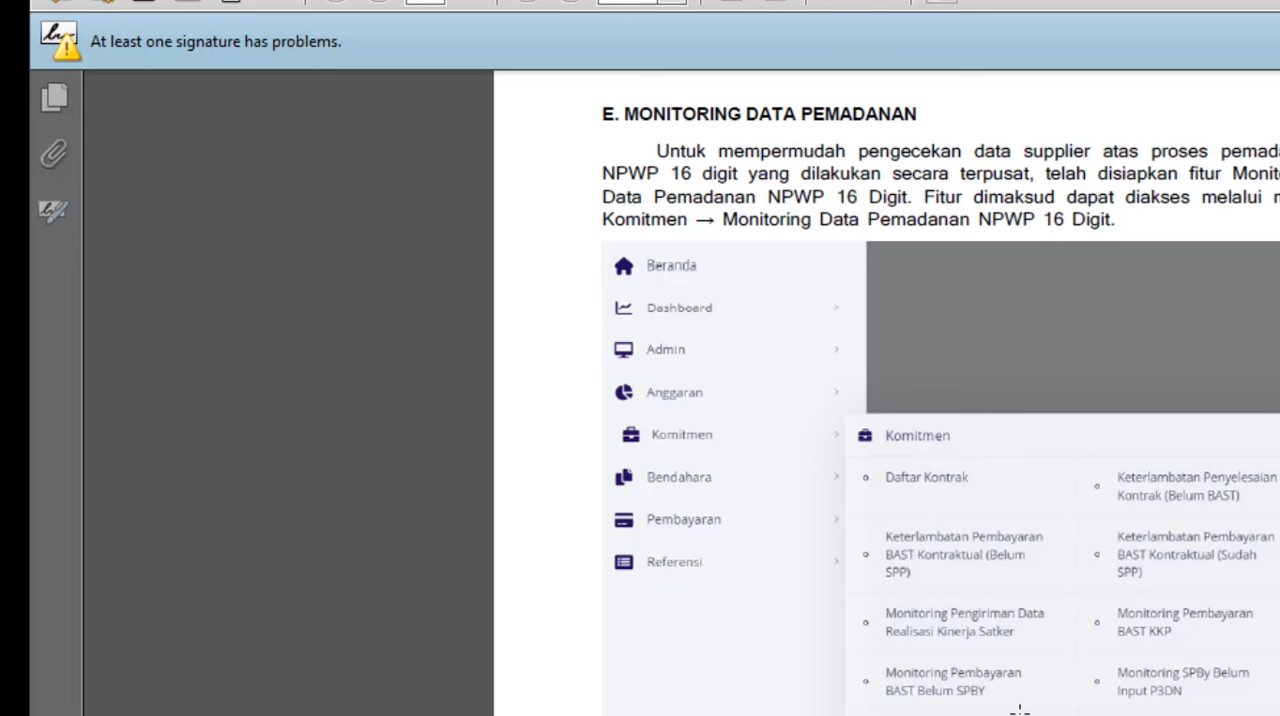 At least one signature has problems.
E. MONITORING DATA PEMADANAN
Untuk mempermudah pengecekan data supplier atas proses
NPWP 16 digit yang dilakukan secara terpusat, telah disiapkan fitur
Data Pemadanan NPWP 16 Digit. Fitur dimaksud dapat diakses melalui
Komitmen → Monitoring Data Pemadanan NPWP 16 Digit.
Beranda
Dashboard
Admin
Anggaran
Komitmen
Bendahara
Pembayaran
Referensi
Komitmen
Daftar Kontrak
Keterlambatan Penyelesaian
Kontrak (Belum BAST)
Keterlambatan Pembayaran
BAST Kontraktual (Belum
SPP)
Keterlambatan Pembayaran
BAST Kontraktual (Sudah
SPP)
Monitoring Pengiriman Data
Realisasi Kinerja Satker
Monitoring Pembayaran
BAST KKP
Monitoring Pembayaran
BAST Belum SPBY
Monitoring SPBy Belum
Input P3DN